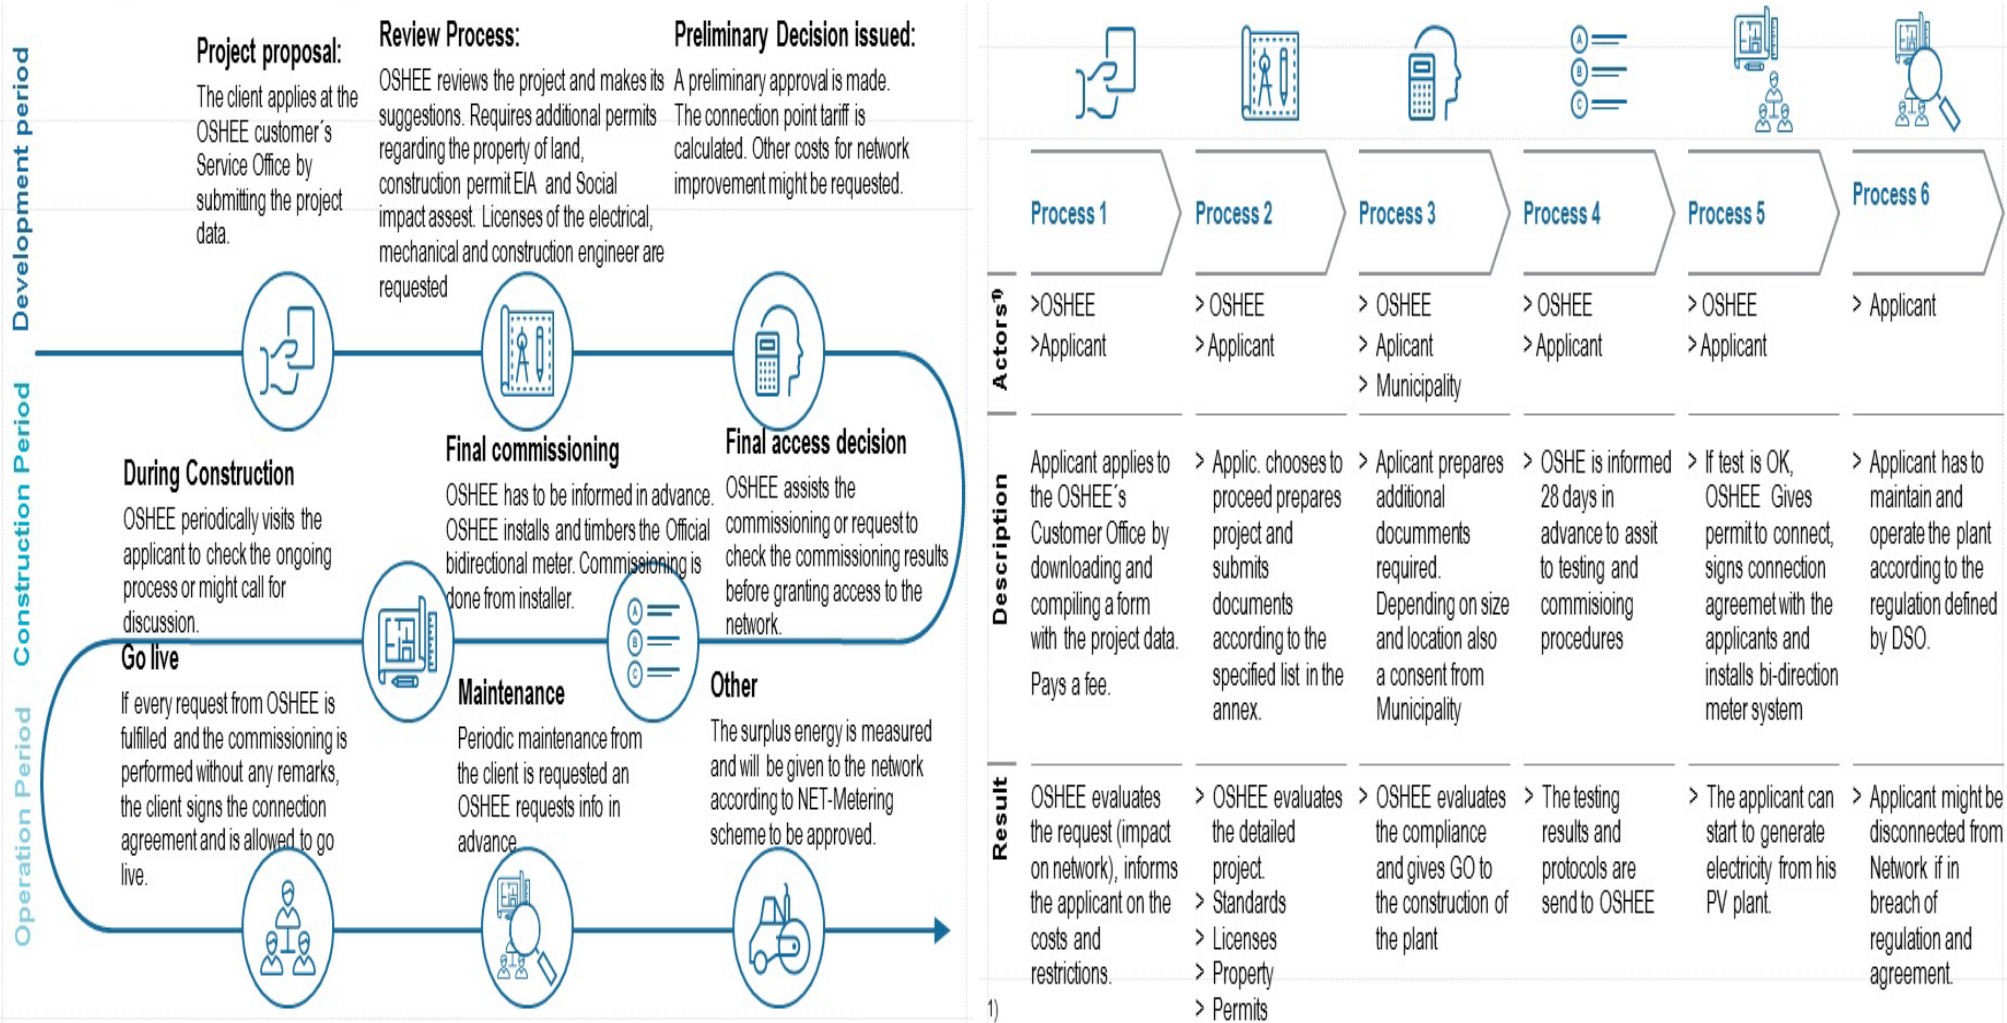 Development period
Project proposal:
The client applies at the
OSHEE customer´s
Service Office by
submitting the project
data.
Review Process:
OSHEE reviews the project and makes its
suggestions. Requires additional permits
regarding the property of land,
construction permit EIA and Social
impact assest. Licenses of the electrical,
mechanical and construction engineer are
requested
Preliminary Decision issued:
A preliminary approval is made.
The connection point tariff is
calculated. Other costs for network
improvement might be requested.
Construction Period
During Construction
OSHEE periodically visits the
applicant to check the ongoing
process or might call for
discussion.
Final commissioning
OSHEE has to be informed in advance.
OSHEE installs and timbers the Official
bidirectional meter. Commissioning is
done from installer.
Final access decision
OSHEE assists the
commissioning or request to
check the commissioning results
before granting access to the
network.
A
B
C
Operation Period
Go live
If every request from OSHEE is
fulfilled and the commissioning is
performed without any remarks,
the client signs the connection
agreement and is allowed to go
live.
Maintenance
Periodic maintenance from
the client is requested an
OSHEE requests info in
advance
Other
The surplus energy is measured
and will be given to the network
according to NET-Metering
scheme to be approved.
A
B
C
Process 1
Process 2
Process 3
Process 4
Process 5
Process 6
Actors1)
>OSHEE
>Applicant
> OSHEE
> Applicant
> OSHEE
> Aplicant
> Municipality
> OSHEE
> Applicant
> OSHEE
> Applicant
> Applicant
Description
Applicant applies to
the OSHEE´s
Customer Office by
downloading and
compiling a form
with the project data.
Pays a fee.
> Applic. chooses to
proceed prepares
project and
submits
documents
according to the
specified list in the
annex.
> Aplicant prepares
additional
documments
required.
Depending on size
and location also
a consent from
Municipality
> OSHE is informed
28 days in
advance to assit
to testing and
commisioing
procedures
> If test is OK,
OSHEE Gives
permit to connect,
signs connection
agreemet with the
applicants and
installs bi-direction
meter system
> Applicant has to
maintain and
operate the plant
according to the
regulation defined
by DSO.
Result
OSHEE evaluates
the request (impact
on network), informs
the applicant on the
costs and
restrictions.
> OSHEE evaluates
the detailed
project.
> Standards
> Licenses
> Property
> Permits
> OSHEE evaluates
the compliance
and gives GO to
the construction of
the plant
> The testing
results and
protocols are
send to OSHEE
> The applicant can
start to generate
electricity from his
PV plant.
> Applicant might be
disconnected from
Network if in
breach of
regulation and
agreement.
1)